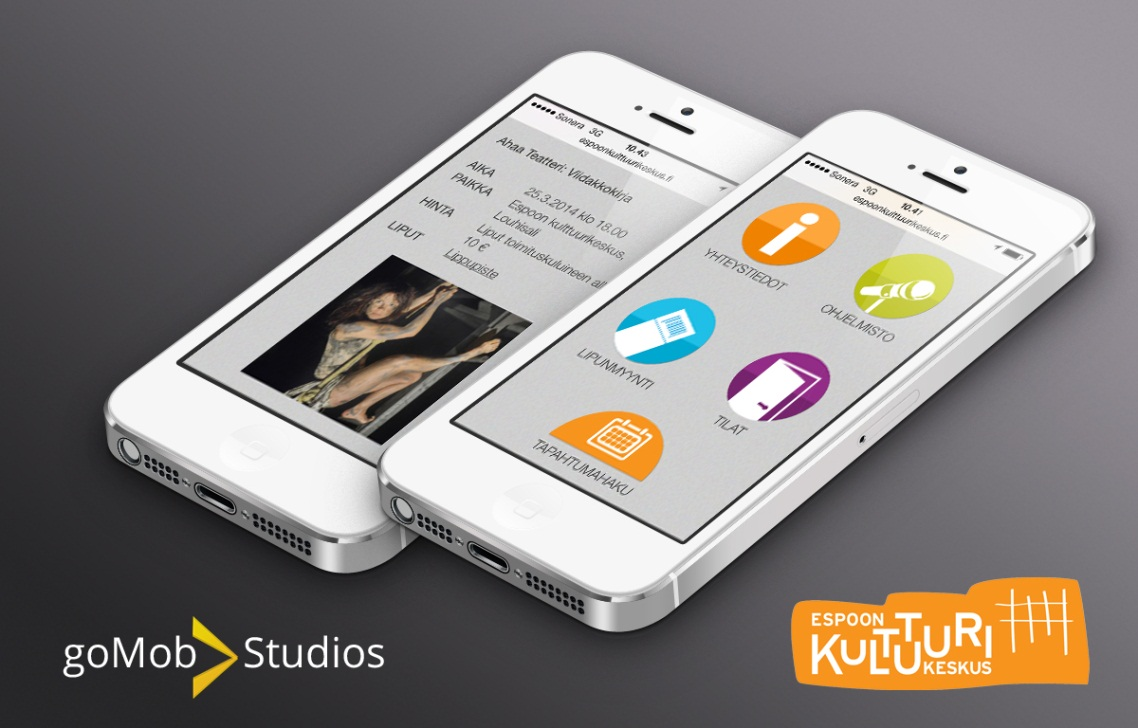 Sonera 3G 10.43
espoonkulttuurikeskus.fi
Ahaa Teatteri: Viidakkokirja
AIKA 25.3.2014 klo 18.00
PAIKKA Espoon kulttuurikeskus,
Louhisali
HINTA Liput toimituskuluineen alk
10 €
LIPUT Lippupiste
Sonera 3G 10.41
espoonkulttuurikeskus.fi
YHTEYSTIEDOT
OHJELMISTO
LIPUNMYYNTI
TILAT
TAPAHTUMAHAKU
goMob Studios
ESPOON
KULTTUURI
KESKUS